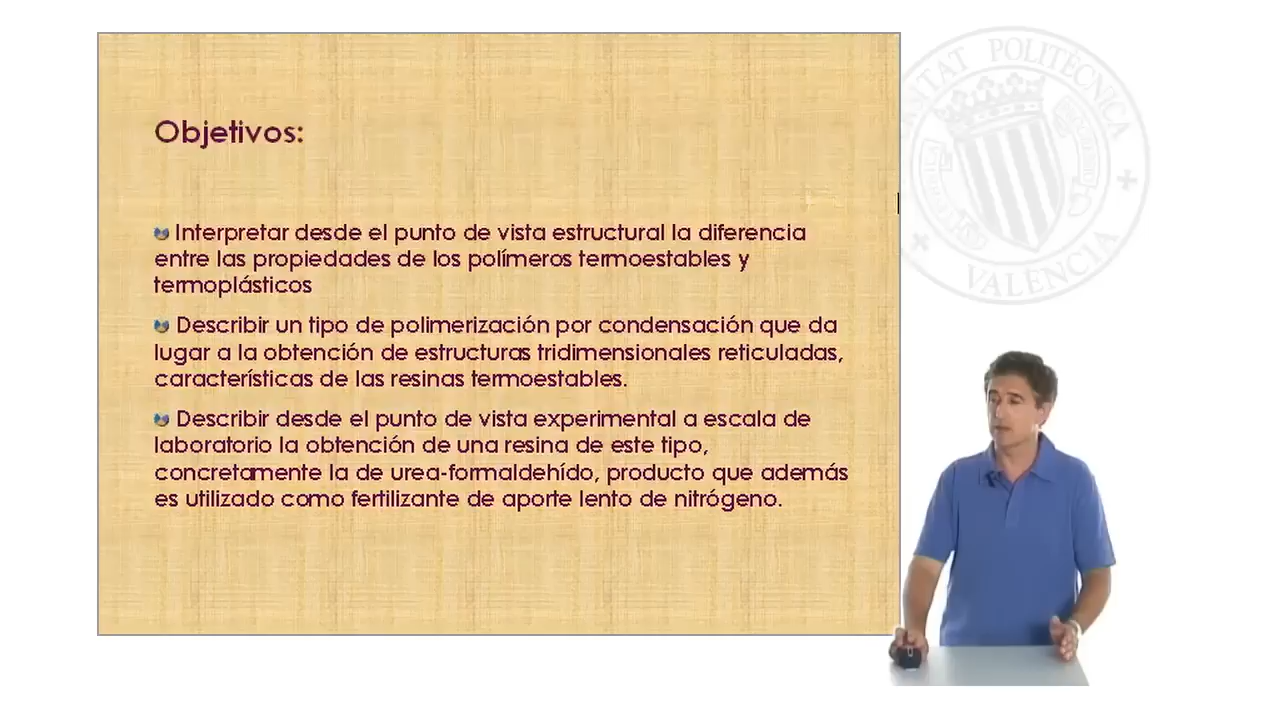 Objetivos:
Interpretar desde el punto de vista estructural la diferencia
entre las propiedades de los polímeros termoestables y
termoplásticos
Describir un tipo de polimerización por condensación que da
lugar a la obtención de estructuras tridimensionales reticuladas,
características de las resinas termoestables.
Describir desde el punto de vista experimental a escala de
laboratorio la obtención de una resina de este tipo,
concretamente la de urea-formaldehído, producto que además
es utilizado como fertilizante de aporte lento de nitrógeno.
POLITÈCNICA
VALÈNCIA